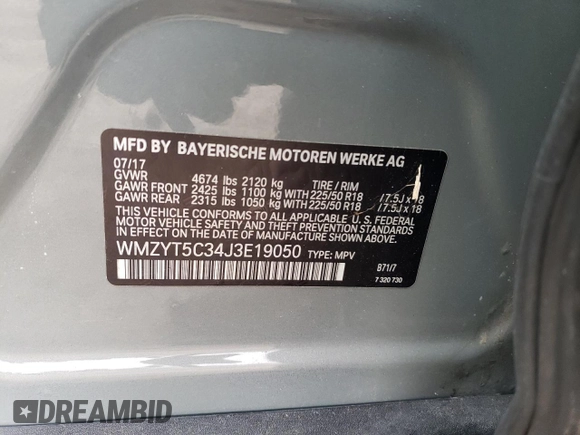 MFD BY BAYERISCHE MOTOREN WERKE AG
07/17
GVWR 4674 lbs 2120 kg TIRE / RIM
GAWR FRONT 2425 lbs 1100 kg WITH 225/50 R18 /7.5J x 18
GAWR REAR 2315 lbs 1050 kg WITH 225/50 R18 /7.5J x 18
THIS VEHICLE CONFORMS TO ALL APPLICABLE U.S. FEDERAL
MOTOR VEHICLE SAFETY AND THEFT PREVENTION STANDARDS
IN EFFECT ON THE DATE OF MANUFACTURE SHOWN ABOVE.
WMZYT5C34J3E19050 TYPE: MPV
B71/7
7 320 730
DREAMBID